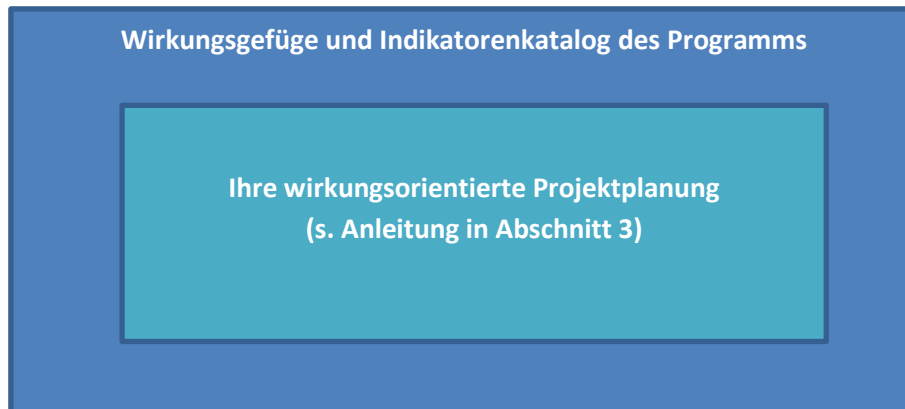 Wirkungsgefüge und Indikatorenkatalog des Programms
Ihre wirkungsorientierte Projektplanung
(s. Anleitung in Abschnitt 3)